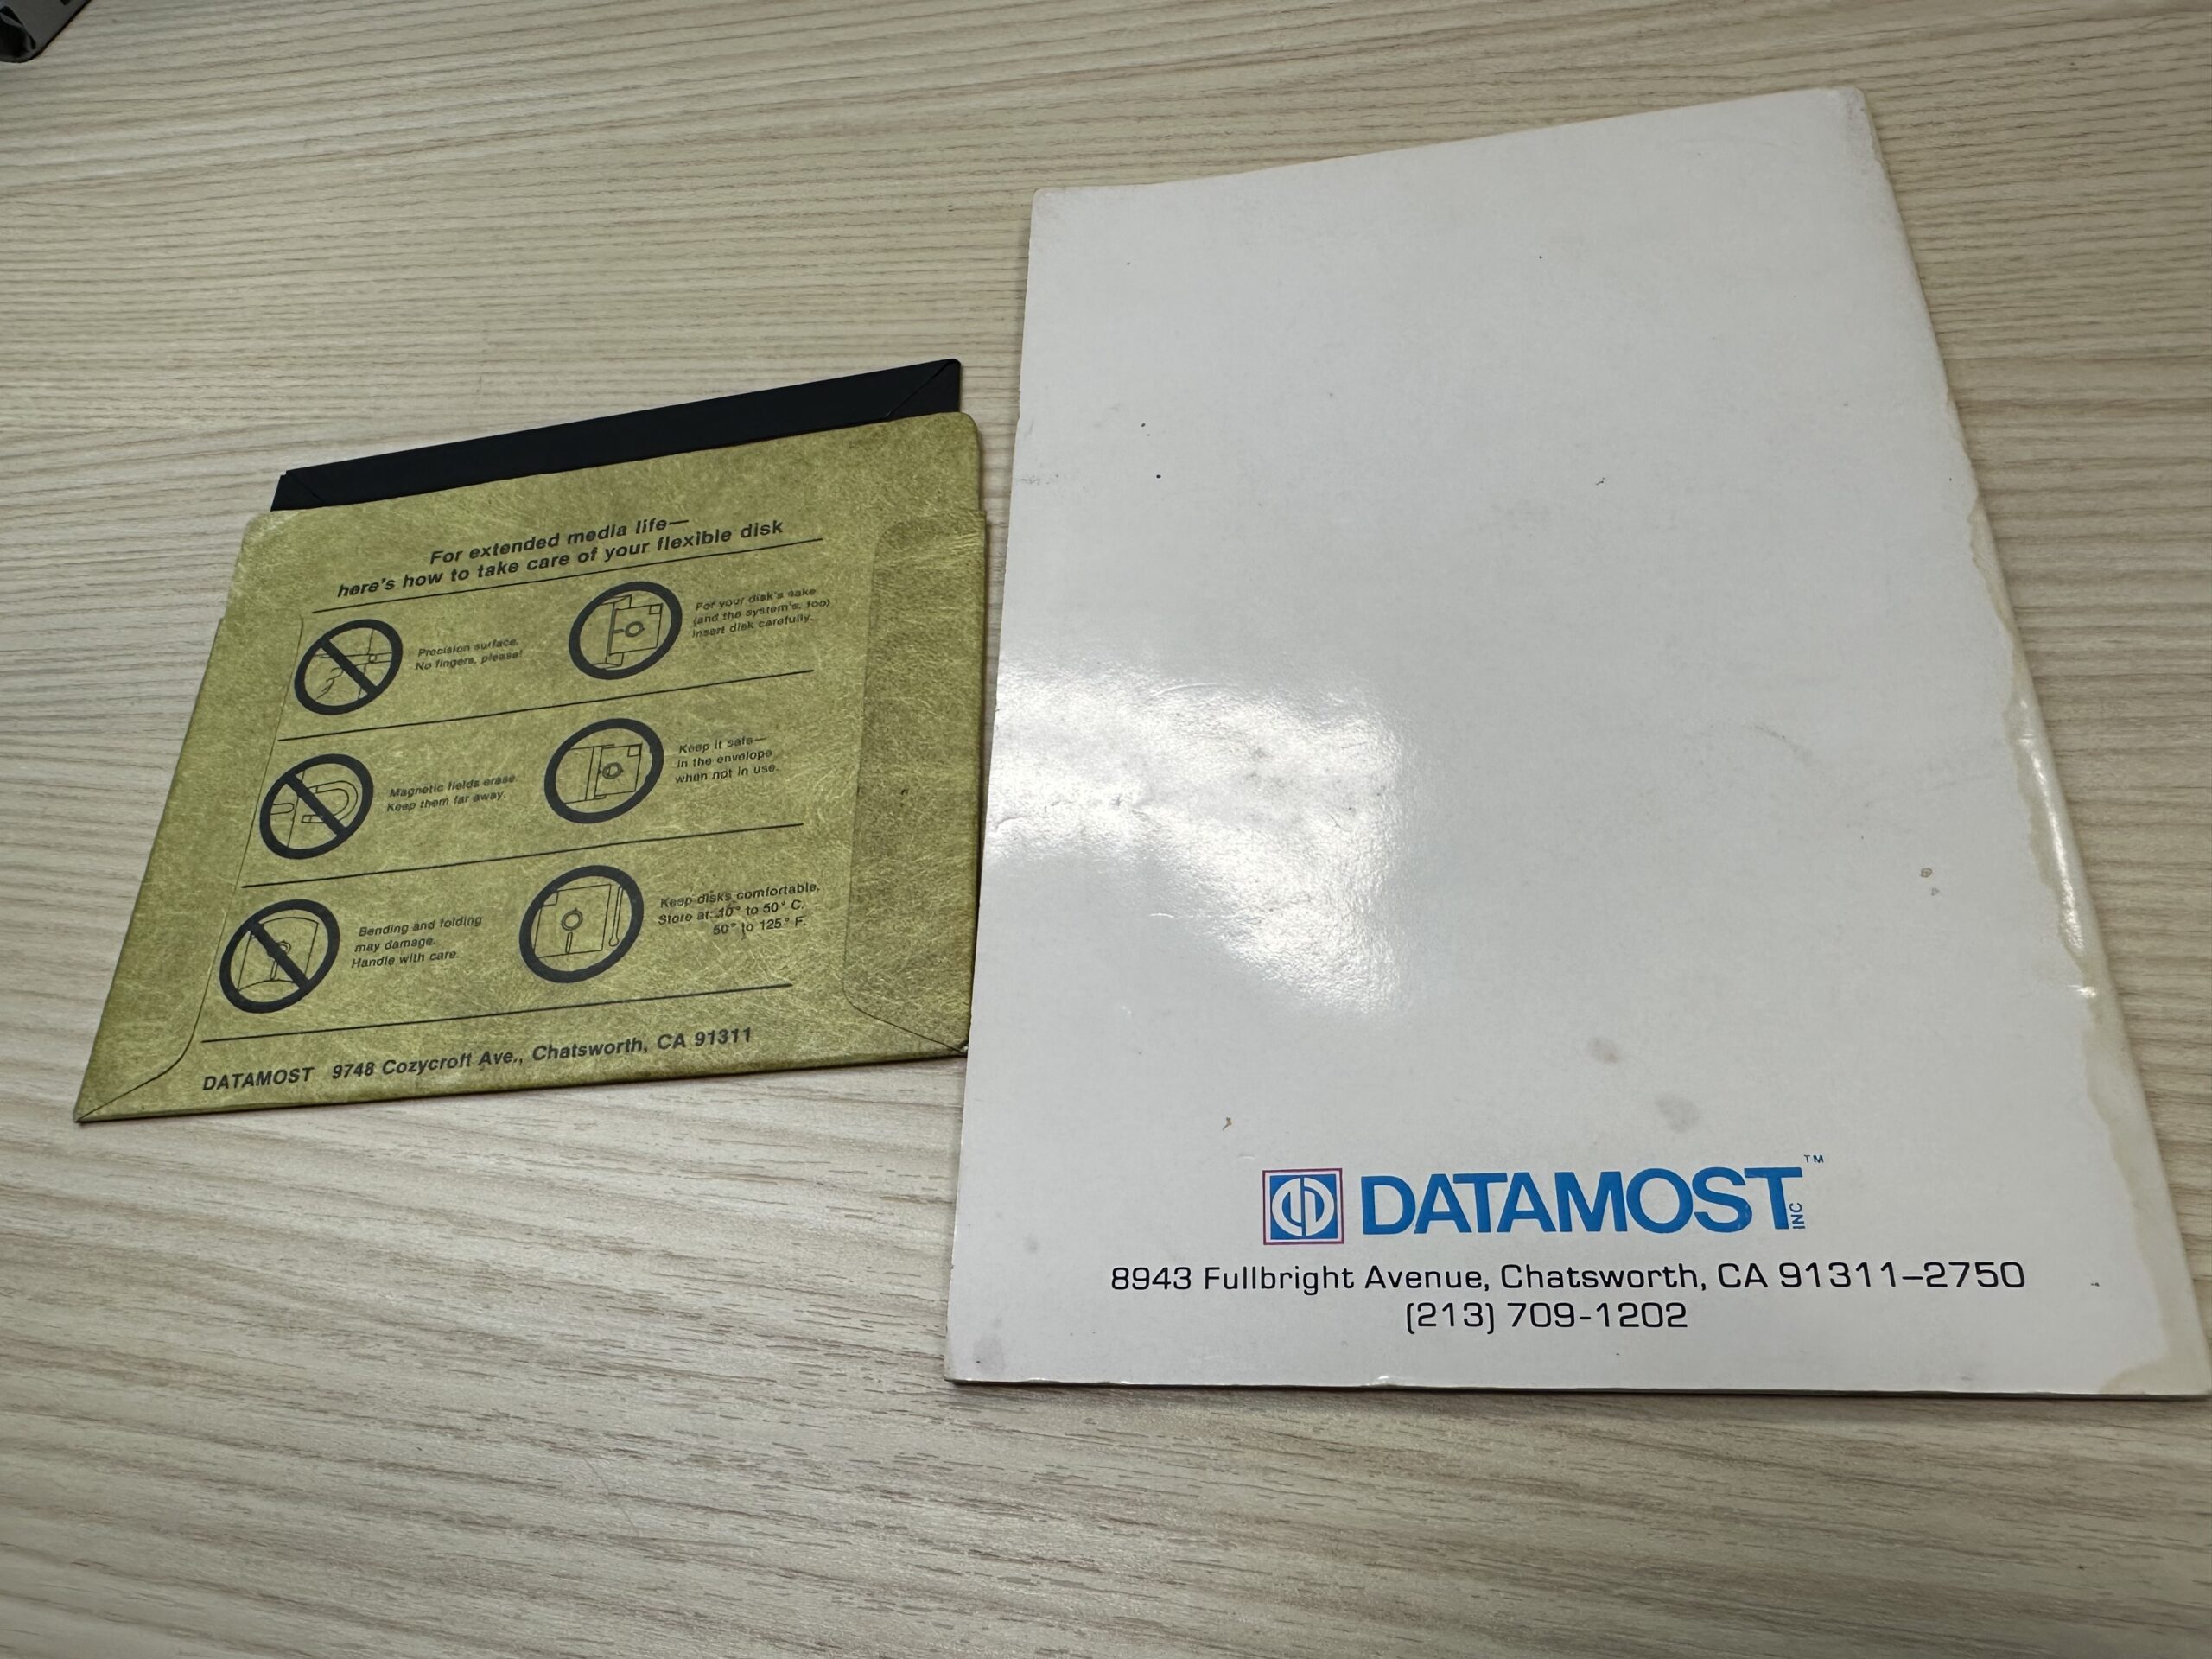 For extended media life—
here's how to take care of your flexible disk
Precision surface.
No fingers, please!
For your disk's sake
(and the system's, too)
insert disk carefully.
Magnetic fields erase.
Keep them far away.
Keep it safe—
in the envelope
when not in use.
Bending and folding
may damage.
Handle with care.
Keep disks comfortable.
Store at: 10° to 50° C.
50° to 125° F.
DATAMOST 9748 Cozycroft Ave., Chatsworth, CA 91311
DATAMOST INC TM
8943 Fullbright Avenue, Chatsworth, CA 91311–2750
(213) 709-1202